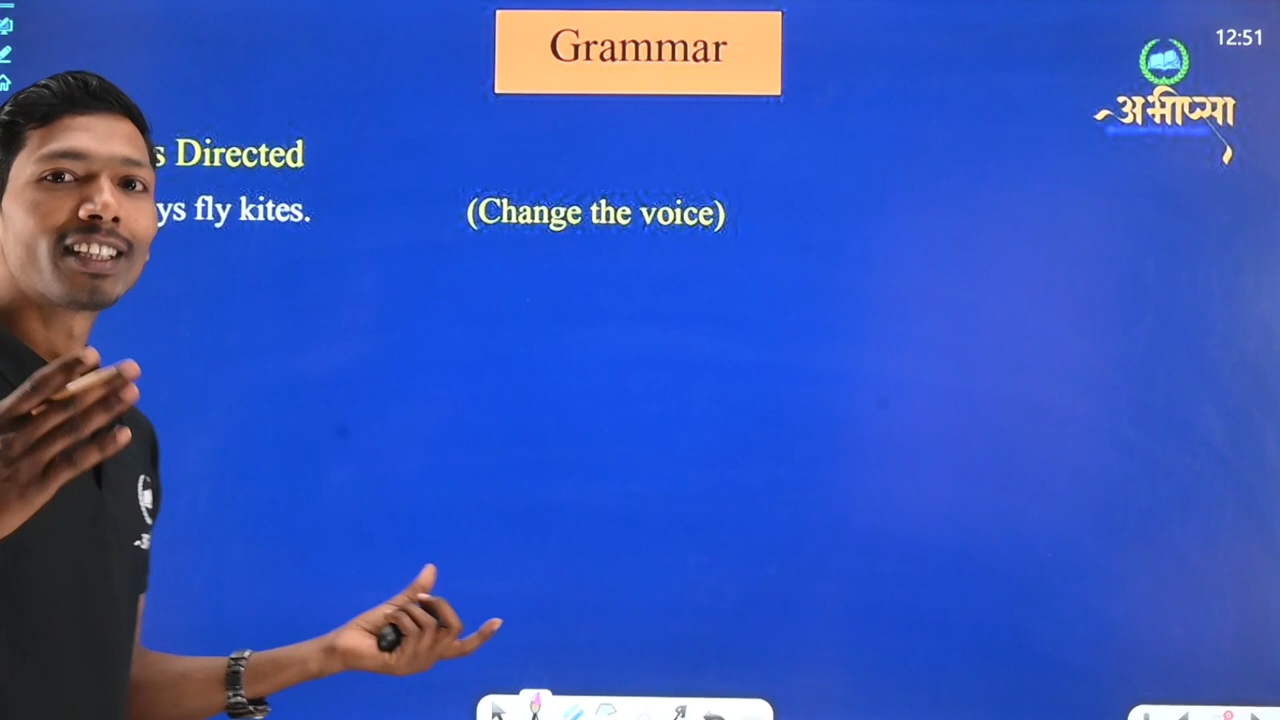 Grammar
12:51
अभीप्सा
s Directed
ys fly kites.
(Change the voice)